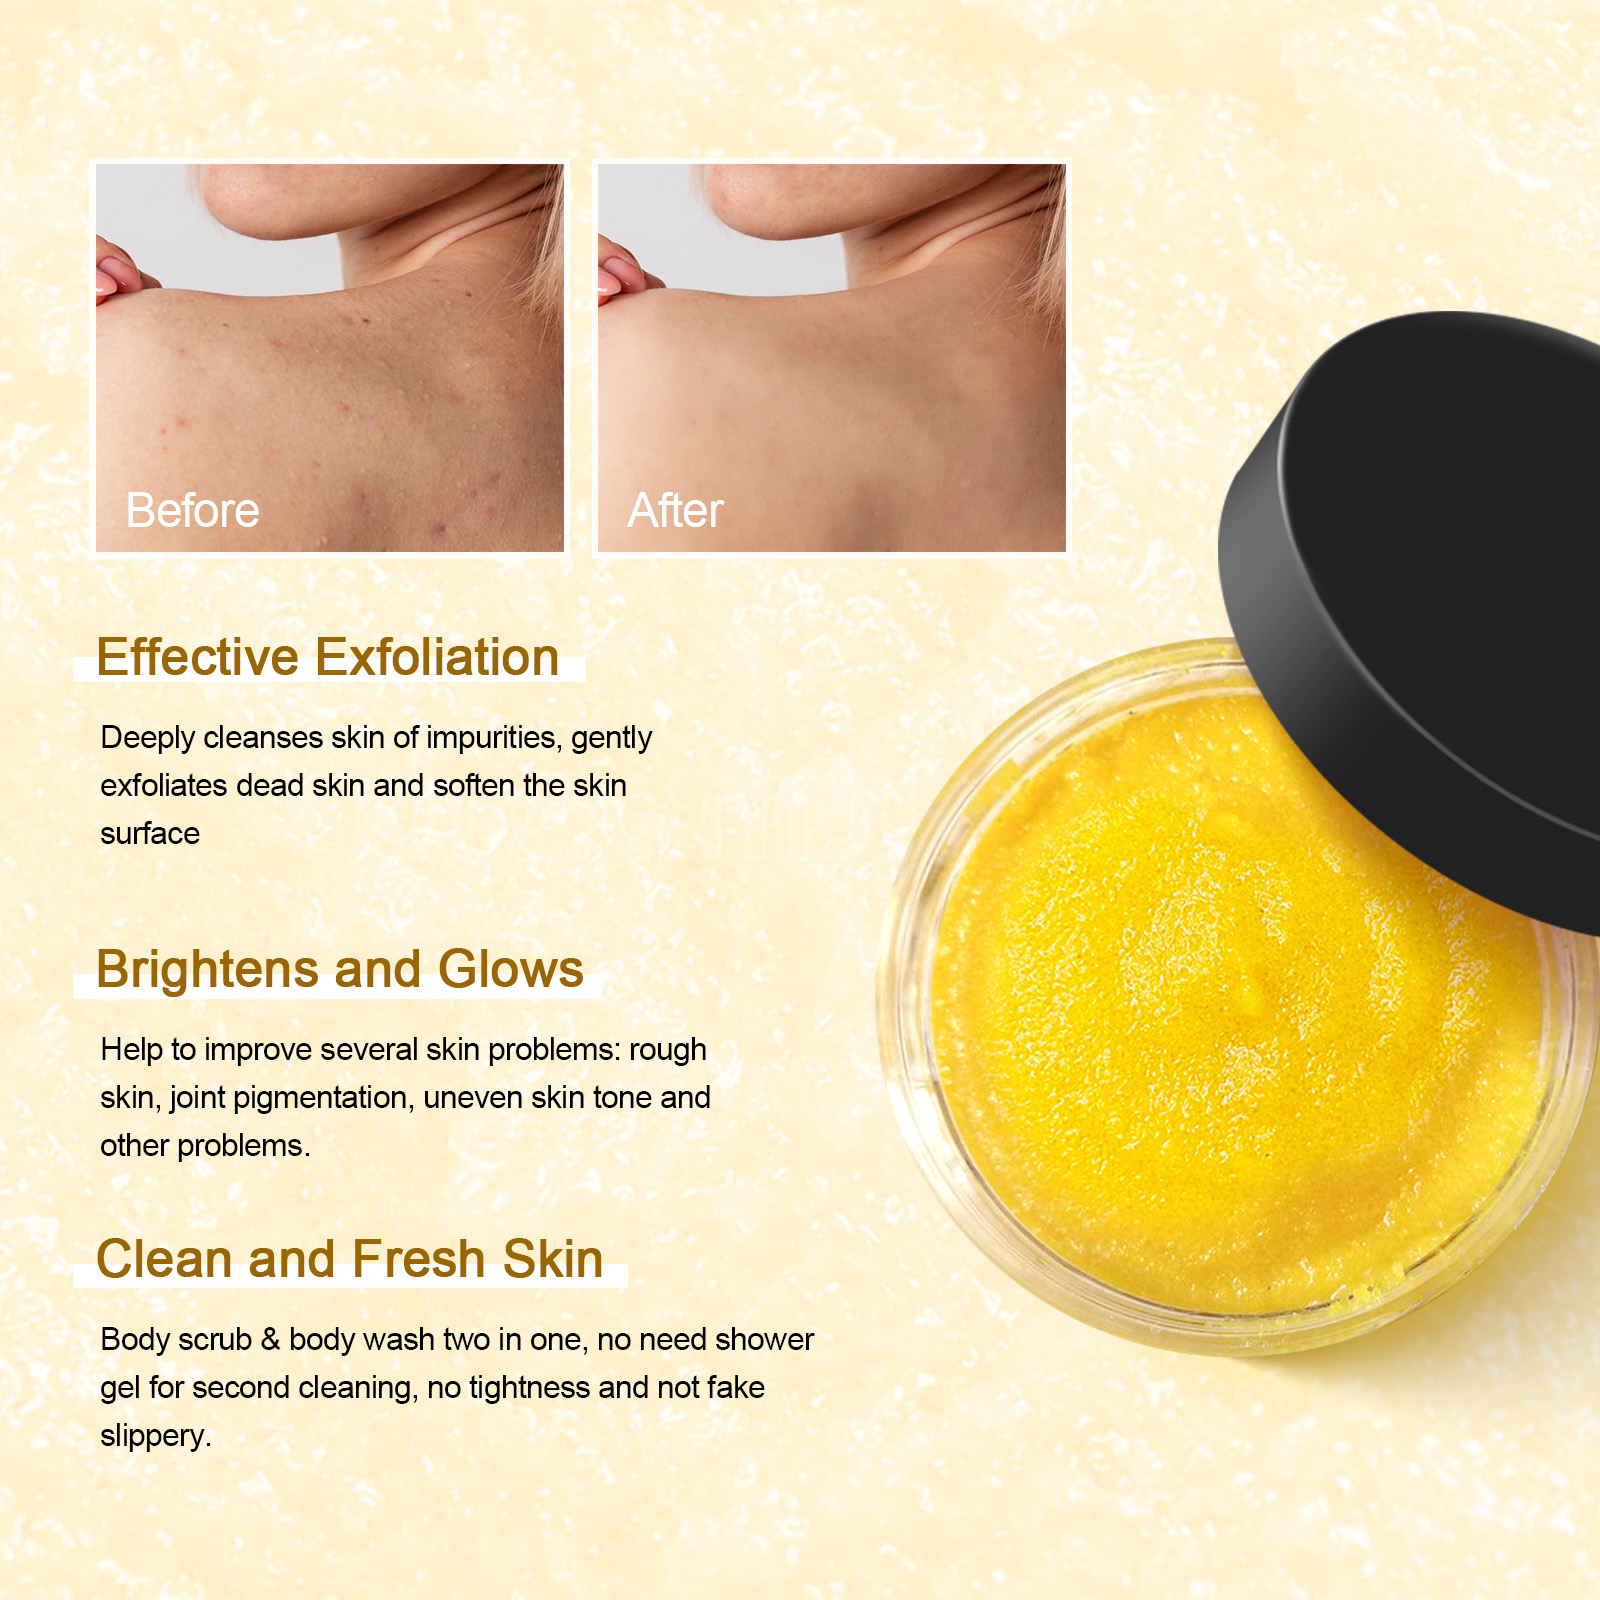 Before
After
Effective Exfoliation
Deeply cleanses skin of impurities, gently
exfoliates dead skin and soften the skin
surface
Brightens and Glows
Help to improve several skin problems: rough
skin, joint pigmentation, uneven skin tone and
other problems.
Clean and Fresh Skin
Body scrub & body wash two in one, no need shower
gel for second cleaning, no tightness and not fake
slippery.